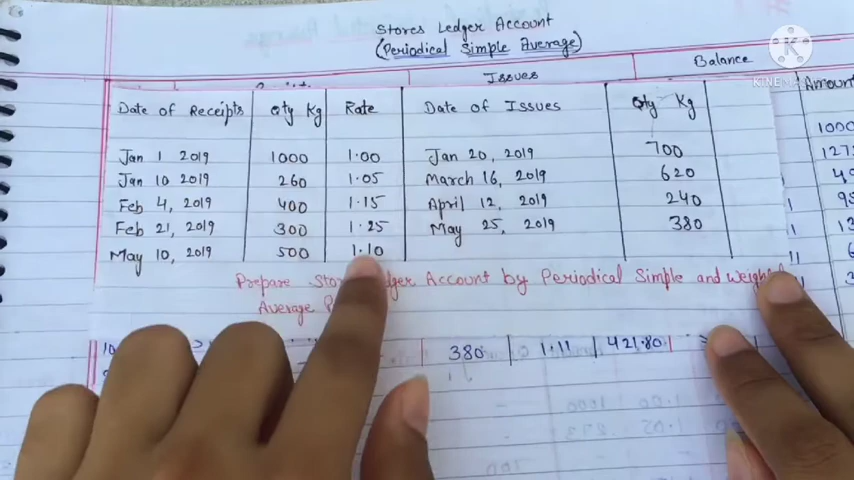 Stores Ledger Account
(Periodical Simple Average)
Issues Balance
KINEMA
Amount
Date of Receipts Qty Kg Rate Date of Issues Qty Kg
Jan 1 2019 1000 1.00 Jan 20, 2019 700
Jan 10 2019 260 1.05 March 16, 2019 620
Feb 4, 2019 400 1.15 April 12, 2019 240
Feb 21, 2019 300 1.25 May 25, 2019 380
May 10, 2019 500 1.10
Prepare Ledger Account by Periodical Simple and Weighed
Average
380 1.11 421.80